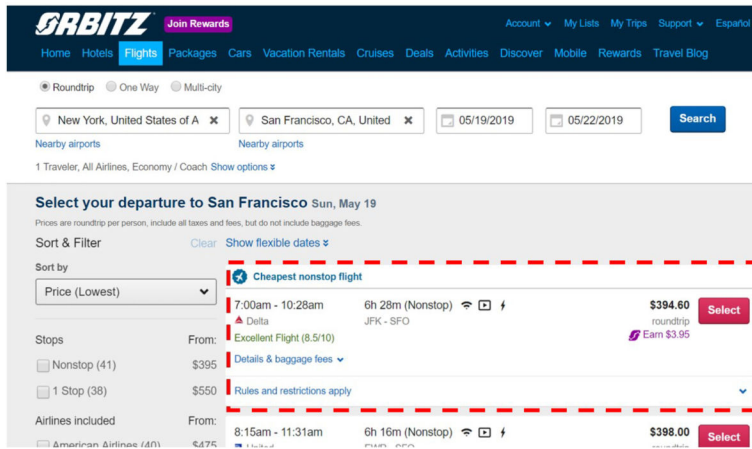 ORBITZ Join Rewards Account My Lists My Trips Support Español
Home Hotels Flights Packages Cars Vacation Rentals Cruises Deals Activities Discover Mobile Rewards Travel Blog
Roundtrip One Way Multi-city
New York, United States of A San Francisco, CA, United 05/19/2019 05/22/2019 Search
Nearby airports Nearby airports
1 Traveler, All Airlines, Economy / Coach Show options
Select your departure to San Francisco Sun, May 19
Prices are roundtrip per person, include all taxes and fees, but do not include baggage fees.
Sort & Filter Clear Show flexible dates
Sort by
Price (Lowest)
Cheapest nonstop flight
7:00am - 10:28am 6h 28m (Nonstop) $394.60 Select
Delta JFK - SFO roundtrip
Excellent Flight (8.5/10) Earn $3.95
Details & baggage fees
Rules and restrictions apply
Stops From:
Nonstop (41) $395
1 Stop (38) $550
Airlines included From:
American Airlines (40) $475
8:15am - 11:31am 6h 16m (Nonstop) $398.00 Select
United EWR - SFO roundtrip